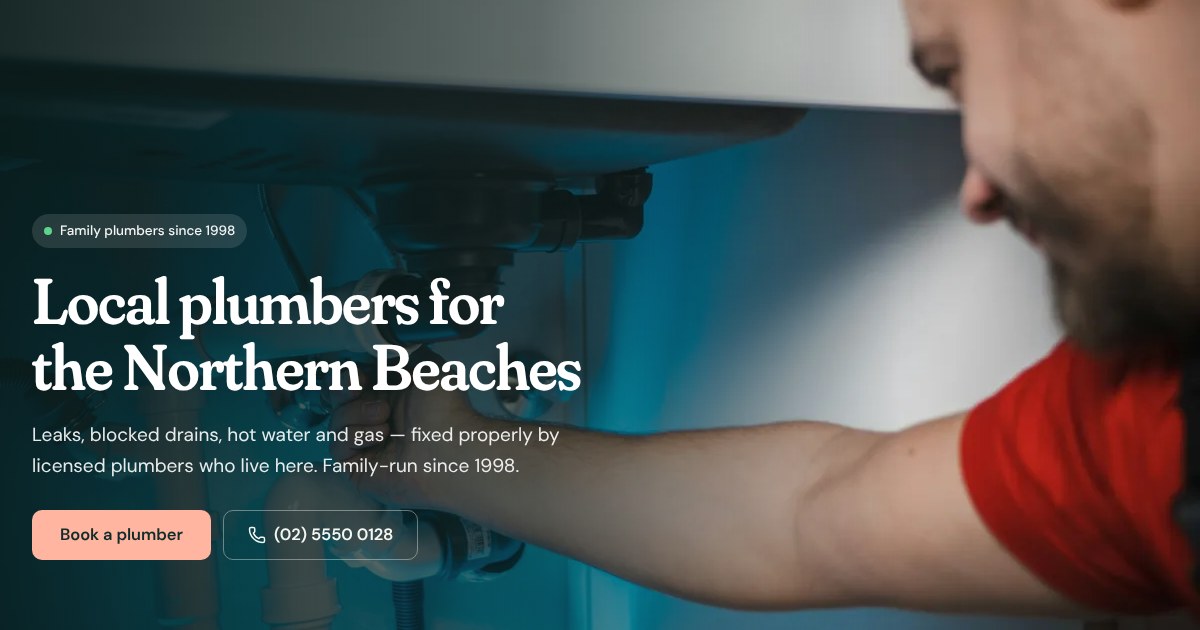 Family plumbers since 1998
Local plumbers for
the Northern Beaches
Leaks, blocked drains, hot water and gas — fixed properly by
licensed plumbers who live here. Family-run since 1998.
Book a plumber
(02) 5550 0128